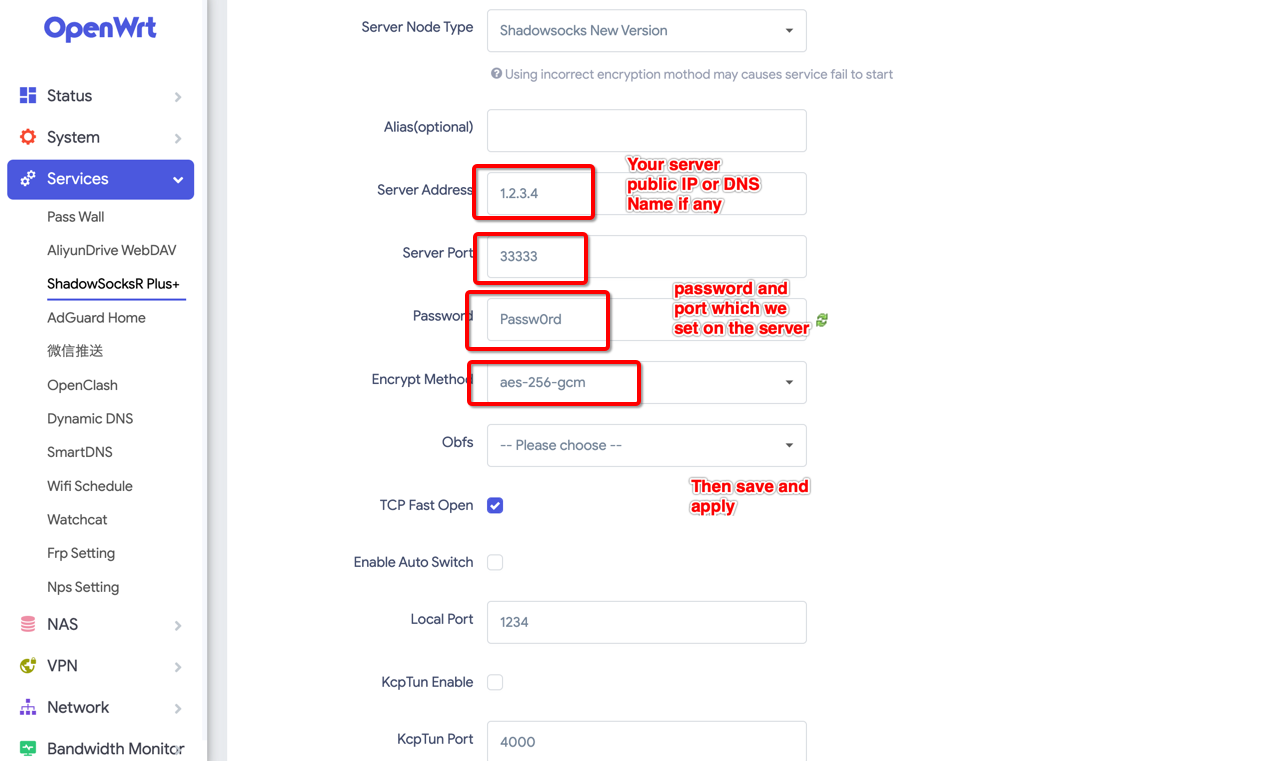 OpenWrt
Status
System
Services
Pass Wall
AliyunDrive WebDAV
ShadowSocksR Plus+
AdGuard Home
微信推送
OpenClash
Dynamic DNS
SmartDNS
Wifi Schedule
Watchcat
Frp Setting
Nps Setting
NAS
VPN
Network
Bandwidth Monitor
Server Node Type
Shadowsocks New Version
Using incorrect encryption mothod may causes service fail to start
Alias(optional)
Server Address
1.2.3.4
Your server
public IP or DNS
Name if any
Server Port
33333
Password
Passw0rd
password and
port which we
set on the server
Encrypt Method
aes-256-gcm
Obfs
-- Please choose --
TCP Fast Open
Then save and
apply
Enable Auto Switch
Local Port
1234
KcpTun Enable
KcpTun Port
4000